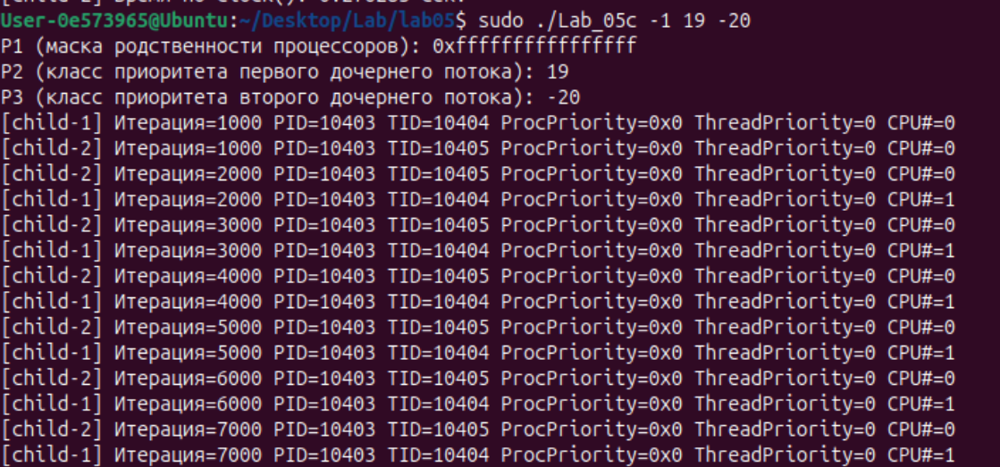 User-0e573965@Ubuntu:~/Desktop/Lab/lab05$ sudo ./Lab_05c -1 19 -20
P1 (маска родственности процессоров): 0xffffffffffffffff
P2 (класс приоритета первого дочернего потока): 19
P3 (класс приоритета второго дочернего потока): -20
[child-1] Итерация=1000 PID=10403 TID=10404 ProcPriority=0x0 ThreadPriority=0 CPU#=0
[child-2] Итерация=1000 PID=10403 TID=10405 ProcPriority=0x0 ThreadPriority=0 CPU#=0
[child-2] Итерация=2000 PID=10403 TID=10405 ProcPriority=0x0 ThreadPriority=0 CPU#=0
[child-1] Итерация=2000 PID=10403 TID=10404 ProcPriority=0x0 ThreadPriority=0 CPU#=1
[child-2] Итерация=3000 PID=10403 TID=10405 ProcPriority=0x0 ThreadPriority=0 CPU#=0
[child-1] Итерация=3000 PID=10403 TID=10404 ProcPriority=0x0 ThreadPriority=0 CPU#=1
[child-2] Итерация=4000 PID=10403 TID=10405 ProcPriority=0x0 ThreadPriority=0 CPU#=0
[child-1] Итерация=4000 PID=10403 TID=10404 ProcPriority=0x0 ThreadPriority=0 CPU#=1
[child-2] Итерация=5000 PID=10403 TID=10405 ProcPriority=0x0 ThreadPriority=0 CPU#=0
[child-1] Итерация=5000 PID=10403 TID=10404 ProcPriority=0x0 ThreadPriority=0 CPU#=1
[child-2] Итерация=6000 PID=10403 TID=10405 ProcPriority=0x0 ThreadPriority=0 CPU#=0
[child-1] Итерация=6000 PID=10403 TID=10404 ProcPriority=0x0 ThreadPriority=0 CPU#=1
[child-2] Итерация=7000 PID=10403 TID=10405 ProcPriority=0x0 ThreadPriority=0 CPU#=0
[child-1] Итерация=7000 PID=10403 TID=10404 ProcPriority=0x0 ThreadPriority=0 CPU#=1